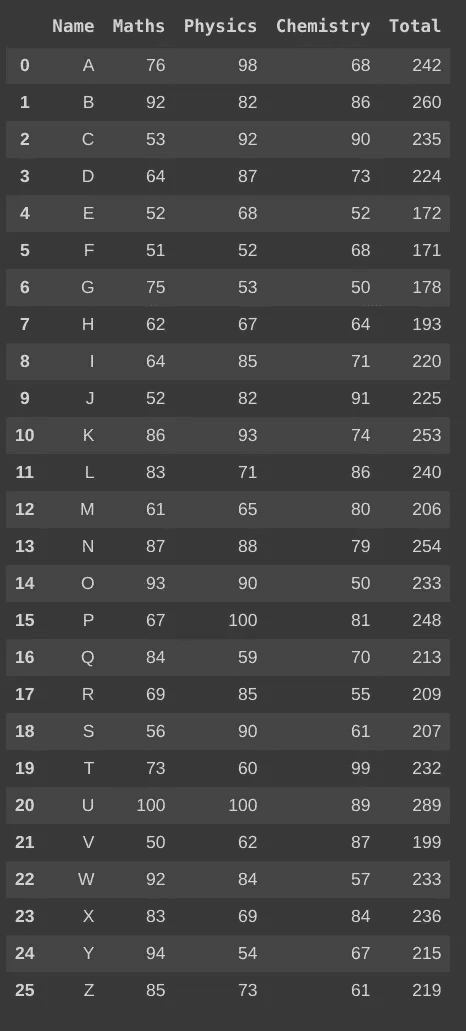 Name Maths Physics Chemistry Total
0 A 76 98 68 242
1 B 92 82 86 260
2 C 53 92 90 235
3 D 64 87 73 224
4 E 52 68 52 172
5 F 51 52 68 171
6 G 75 53 50 178
7 H 62 67 64 193
8 I 64 85 71 220
9 J 52 82 91 225
10 K 86 93 74 253
11 L 83 71 86 240
12 M 61 65 80 206
13 N 87 88 79 254
14 O 93 90 50 233
15 P 67 100 81 248
16 Q 84 59 70 213
17 R 69 85 55 209
18 S 56 90 61 207
19 T 73 60 99 232
20 U 100 100 89 289
21 V 50 62 87 199
22 W 92 84 57 233
23 X 83 69 84 236
24 Y 94 54 67 215
25 Z 85 73 61 219